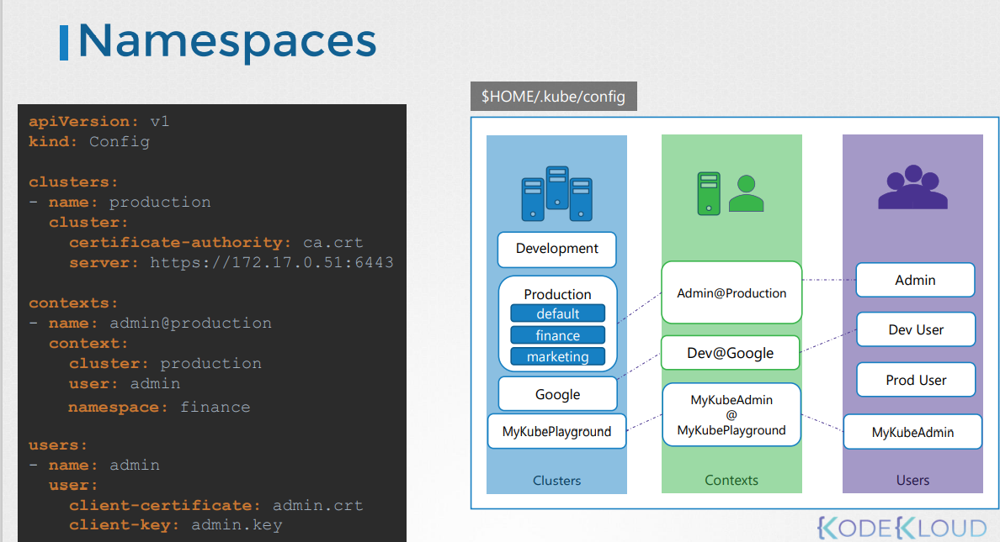 Namespaces
$HOME/.kube/config
apiVersion: v1
kind: Config
clusters:
- name: production
cluster:
certificate-authority: ca.crt
server: https://172.17.0.51:6443
contexts:
- name: admin@production
context:
cluster: production
user: admin
namespace: finance
users:
- name: admin
user:
client-certificate: admin.crt
client-key: admin.key
Development
Production
default
finance
marketing
Google
MyKubePlayground
Clusters
Admin@Production
Dev@Google
MyKubeAdmin
@
MyKubePlayground
Contexts
Admin
Dev User
Prod User
MyKubeAdmin
Users
KODEKLOUD